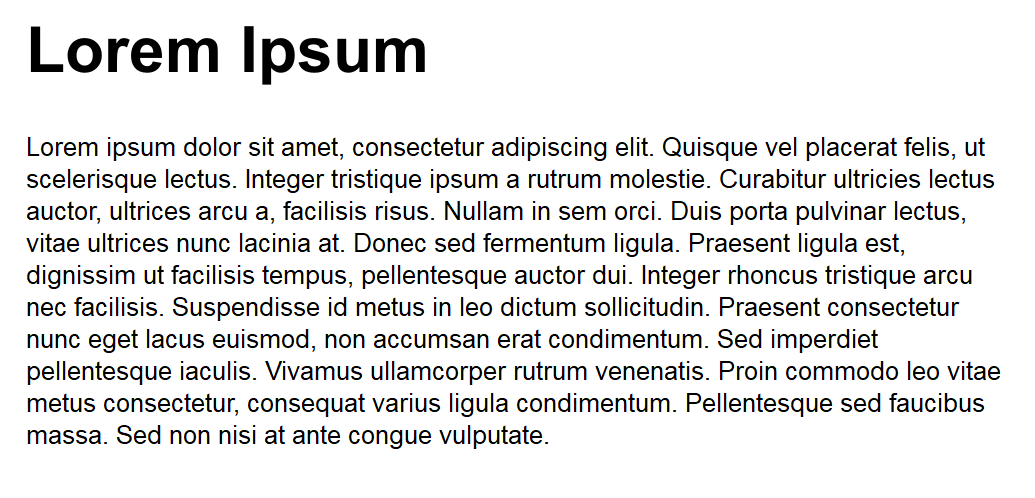 Lorem Ipsum
Lorem ipsum dolor sit amet, consectetur adipiscing elit. Quisque vel placerat felis, ut
scelerisque lectus. Integer tristique ipsum a rutrum molestie. Curabitur ultricies lectus
auctor, ultrices arcu a, facilisis risus. Nullam in sem orci. Duis porta pulvinar lectus,
vitae ultrices nunc lacinia at. Donec sed fermentum ligula. Praesent ligula est,
dignissim ut facilisis tempus, pellentesque auctor dui. Integer rhoncus tristique arcu
nec facilisis. Suspendisse id metus in leo dictum sollicitudin. Praesent consectetur
nunc eget lacus euismod, non accumsan erat condimentum. Sed imperdiet
pellentesque iaculis. Vivamus ullamcorper rutrum venenatis. Proin commodo leo vitae
metus consectetur, consequat varius ligula condimentum. Pellentesque sed faucibus
massa. Sed non nisi at ante congue vulputate.